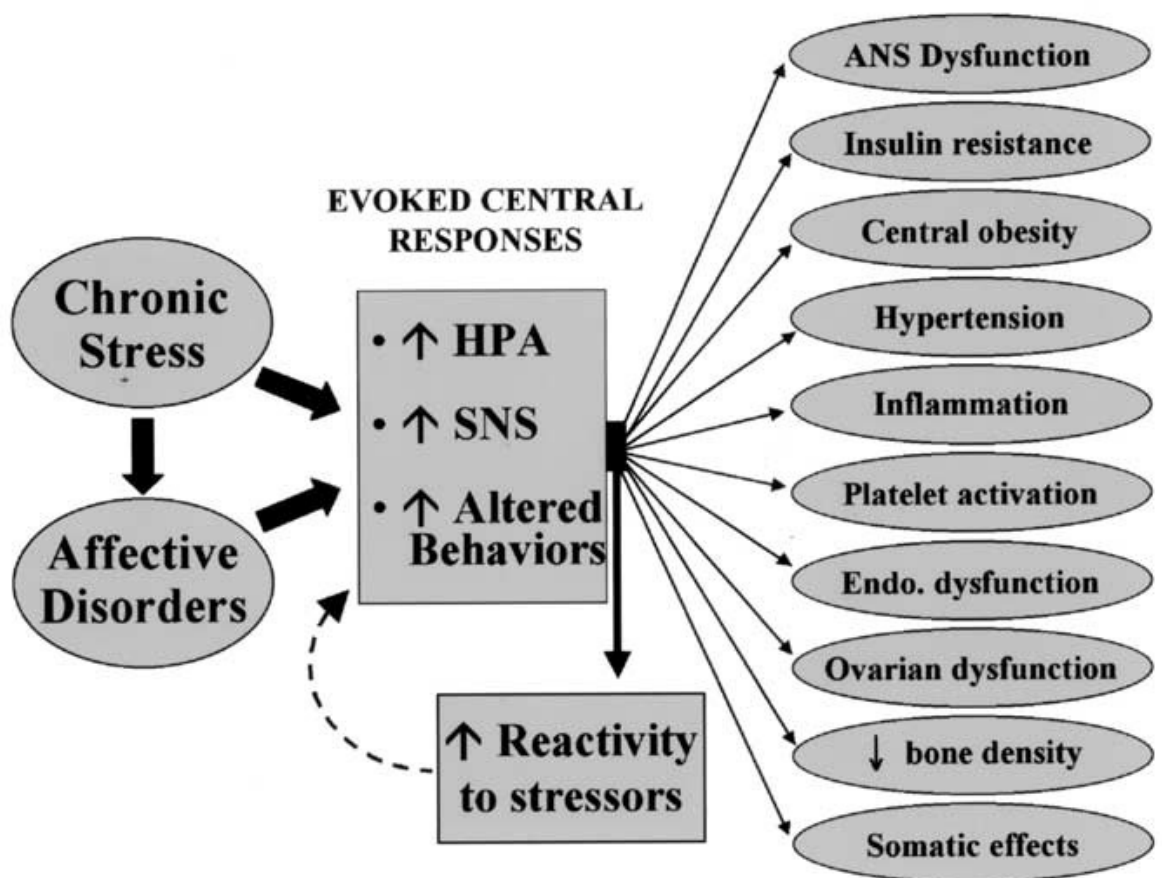 Chronic
Stress
Affective
Disorders
EVOKED CENTRAL
RESPONSES
• ↑ HPA
• ↑ SNS
• ↑ Altered
Behaviors
↑ Reactivity
to stressors
ANS Dysfunction
Insulin resistance
Central obesity
Hypertension
Inflammation
Platelet activation
Endo. dysfunction
Ovarian dysfunction
↓ bone density
Somatic effects